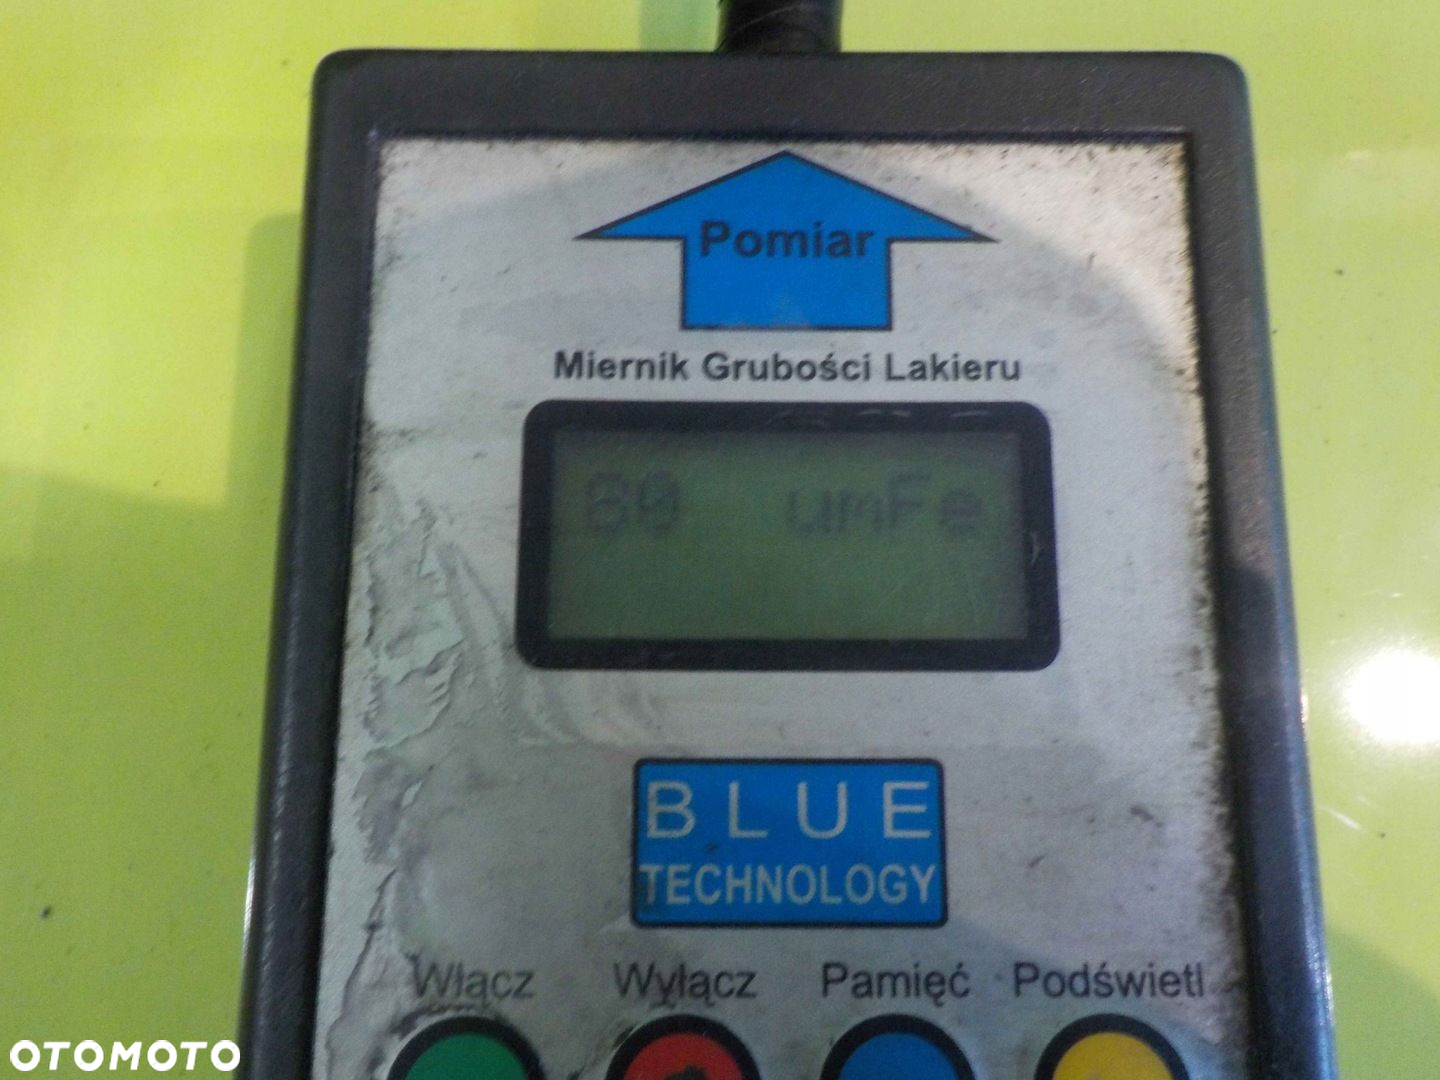 Pomiar
Miernik Grubości Lakieru
80 umFe
BLUE
TECHNOLOGY
Włącz Wyłącz Pamięć Podświetl
OTOMOTO